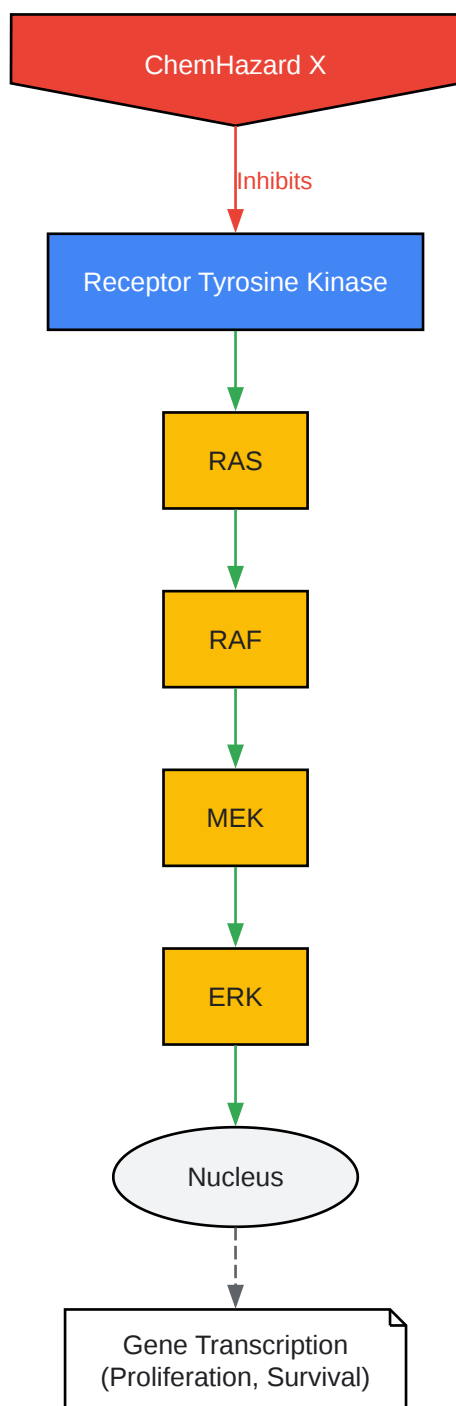 ChemHazard X
Inhibits
Receptor Tyrosine Kinase
RAS
RAF
MEK
ERK
Nucleus
Gene Transcription
(Proliferation, Survival)